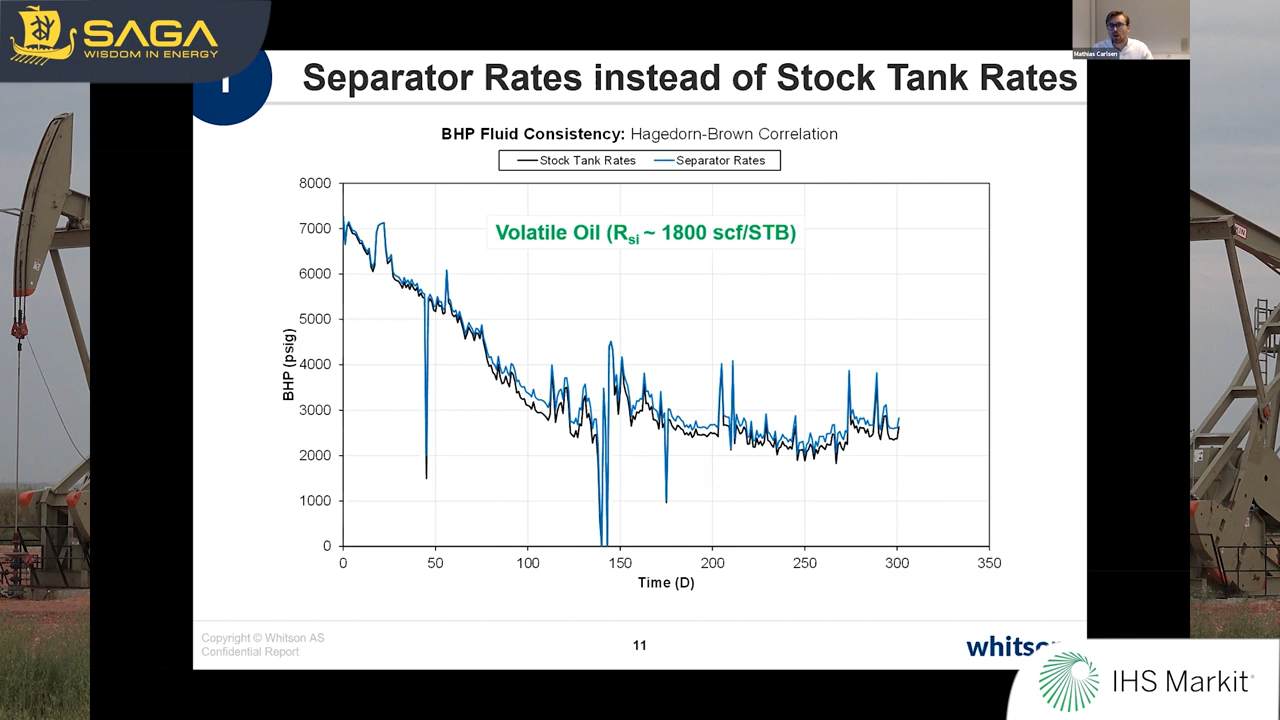 SAGA
WISDOM IN ENERGY
Mathias Carlsen
Separator Rates instead of Stock Tank Rates
BHP Fluid Consistency: Hagedorn-Brown Correlation
Stock Tank Rates Separator Rates
Volatile Oil (Rsi ~ 1800 scf/STB)
8000
7000
6000
5000
4000
3000
2000
1000
0
BHP (psig)
0 50 100 150 200 250 300 350
Time (D)
Copyright © Whitson AS
Confidential Report
11
whitso
IHS Markit